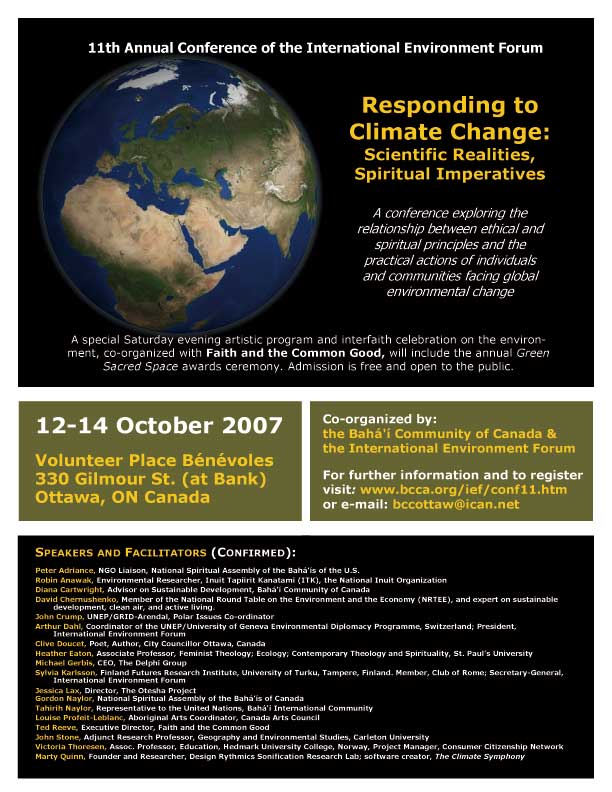 11th Annual Conference of the International Environment Forum
Responding to
Climate Change:
Scientific Realities,
Spiritual Imperatives
A conference exploring the
relationship between ethical and
spiritual principles and the
practical actions of individuals
and communities facing global
environmental change
A special Saturday evening artistic program and interfaith celebration on the environ-
ment, co-organized with Faith and the Common Good, will include the annual Green
Sacred Space awards ceremony. Admission is free and open to the public.
12-14 October 2007
Volunteer Place Bénévoles
330 Gilmour St. (at Bank)
Ottawa, ON Canada
Co-organized by:
the Bahá'í Community of Canada &
the International Environment Forum
For further information and to register
visit: www.bcca.org/ief/conf11.htm
or e-mail: bccottaw@ican.net
SPEAKERS AND FACILITATORS (CONFIRMED):
Peter Adriance, NGO Liaison, National Spiritual Assembly of the Bahá'ís of the U.S.
Robin Anawak, Environmental Researcher, Inuit Tapiirit Kanatami (ITK), the National Inuit Organization
Diana Cartwright, Advisor on Sustainable Development, Bahá'í Community of Canada
David Chernushenko, Member of the National Round Table on the Environment and the Economy (NRTEE), and expert on sustainable
development, clean air, and active living.
John Crump, UNEP/GRID-Arendal, Polar Issues Co-ordinator
Arthur Dahl, Coordinator of the UNEP/University of Geneva Environmental Diplomacy Programme, Switzerland; President,
International Environment Forum
Clive Doucet, Poet, Author, City Councillor Ottawa, Canada
Heather Eaton, Associate Professor, Feminist Theology; Ecology; Contemporary Theology and Spirituality, St. Paul's University
Michael Gerbis, CEO, The Delphi Group
Sylvia Karlsson, Finland Futures Research Institute, University of Turku, Tampere, Finland. Member, Club of Rome; Secretary-General,
International Environment Forum
Jessica Lax, Director, The Otesha Project
Gordon Naylor, National Spiritual Assembly of the Bahá'ís of Canada
Tahirih Naylor, Representative to the United Nations, Bahá'í International Community
Louise Profeit-Leblanc, Aboriginal Arts Coordinator, Canada Arts Council
Ted Reeve, Executive Director, Faith and the Common Good
John Stone, Adjunct Research Professor, Geography and Environmental Studies, Carleton University
Victoria Thoresen, Assoc. Professor, Education, Hedmark University College, Norway, Project Manager, Consumer Citizenship Network
Marty Quinn, Founder and Researcher, Design Rythmics Sonification Research Lab; software creator, The Climate Symphony